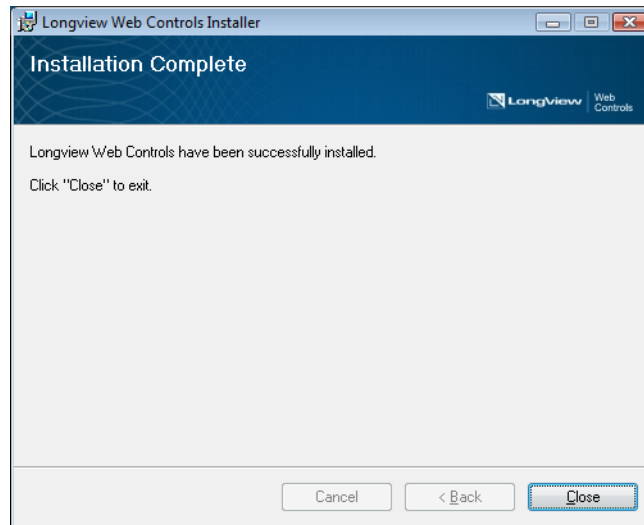 Longview Web Controls Installer
Installation Complete
LongView Web
Controls
Longview Web Controls have been successfully installed.
Click "Close" to exit.
Cancel < Back Close